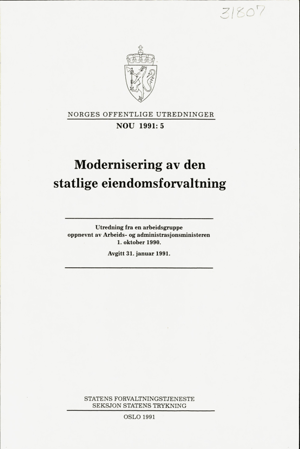 31807
NORGES OFFENTLIGE UTREDNINGER
NOU 1991: 5
Modernisering av den
statlige eiendomsforvaltning
Utredning fra en arbeidsgruppe
oppnevnt av Arbeids- og administrasjonsministeren
1. oktober 1990.
Avgitt 31. januar 1991.
STATENS FORVALTNINGSTJENESTE
SEKSJON STATENS TRYKNING
OSLO 1991